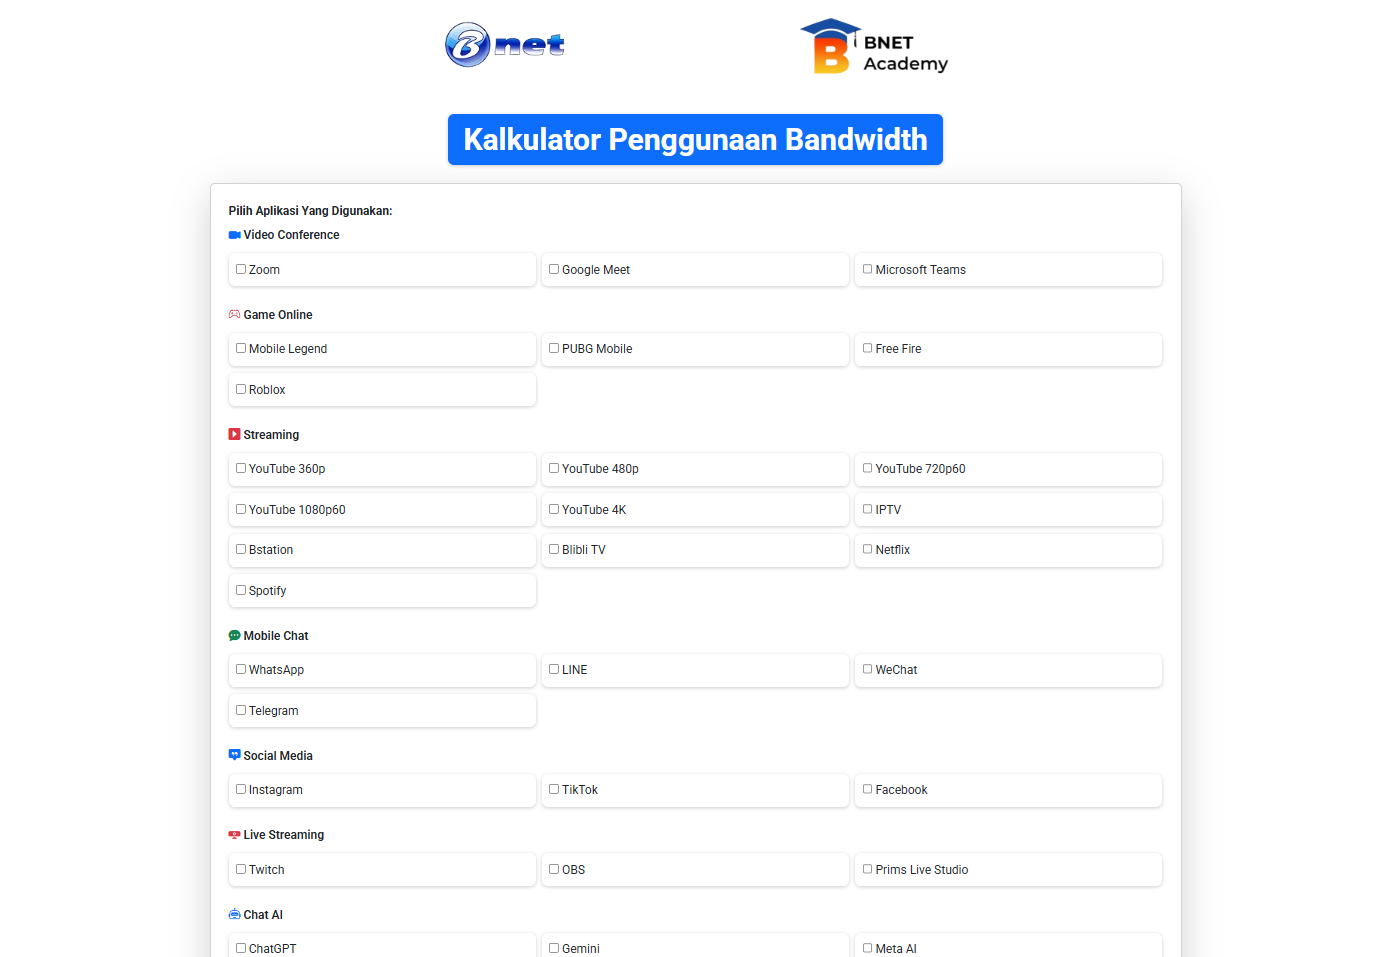 Bnet
BNET
Academy
Kalkulator Penggunaan Bandwidth
Pilih Aplikasi Yang Digunakan:
Video Conference
Zoom Google Meet Microsoft Teams
Game Online
Mobile Legend PUBG Mobile Free Fire
Roblox
Streaming
YouTube 360p YouTube 480p YouTube 720p60
YouTube 1080p60 YouTube 4K IPTV
Bstation Blibli TV Netflix
Spotify
Mobile Chat
WhatsApp LINE WeChat
Telegram
Social Media
Instagram TikTok Facebook
Live Streaming
Twitch OBS Prims Live Studio
Chat AI
ChatGPT Gemini Meta AI